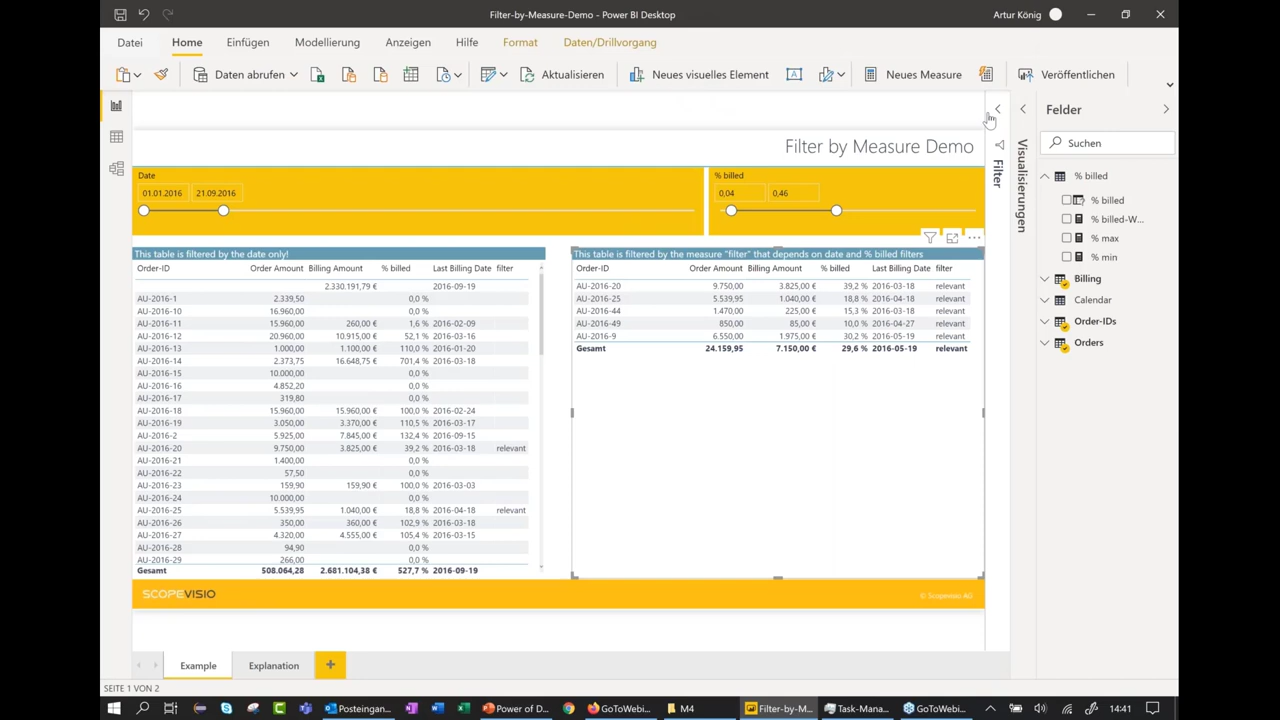 Filter-by-Measure-Demo - Power BI Desktop
Artur König
Datei Home Einfügen Modellierung Anzeigen Hilfe Format Daten/Drillvorgang
Daten abrufen Aktualisieren Neues visuelles Element Neues Measure Veröffentlichen
Filter by Measure Demo
Date
01.01.2016 21.09.2016
% billed
0,04 0,46
This table is filtered by the date only!
Order-ID Order Amount Billing Amount % billed Last Billing Date filter
2.330.191,79 € 2016-09-19
AU-2016-1 2.339,50 0,0 %
AU-2016-10 16.960,00 0,0 %
AU-2016-11 15.960,00 260,00 € 1,6 % 2016-02-09
AU-2016-12 20.960,00 10.915,00 € 52,1 % 2016-03-16
AU-2016-13 1.000,00 1.100,00 € 110,0 % 2016-01-20
AU-2016-14 2.373,75 16.648,75 € 701,4 % 2016-03-18
AU-2016-15 10.000,00 0,0 %
AU-2016-16 4.852,20 0,0 %
AU-2016-17 319,80 0,0 %
AU-2016-18 15.960,00 15.960,00 € 100,0 % 2016-02-24
AU-2016-19 3.050,00 3.370,00 € 110,5 % 2016-03-17
AU-2016-2 5.925,00 7.845,00 € 132,4 % 2016-09-15
AU-2016-20 9.750,00 3.825,00 € 39,2 % 2016-03-18 relevant
AU-2016-21 1.400,00 0,0 %
AU-2016-22 57,50 0,0 %
AU-2016-23 159,90 159,90 € 100,0 % 2016-03-03
AU-2016-24 10.000,00 0,0 %
AU-2016-25 5.539,95 1.040,00 € 18,8 % 2016-04-18 relevant
AU-2016-26 350,00 360,00 € 102,9 % 2016-03-18
AU-2016-27 4.320,00 4.555,00 € 105,4 % 2016-03-15
AU-2016-28 94,90 0,0 %
AU-2016-29 266,00 0,0 %
Gesamt 508.064,28 2.681.104,38 € 527,7 % 2016-09-19
This table is filtered by the measure "filter" that depends on date and % billed filters
Order-ID Order Amount Billing Amount % billed Last Billing Date filter
AU-2016-20 9.750,00 3.825,00 € 39,2 % 2016-03-18 relevant
AU-2016-25 5.539,95 1.040,00 € 18,8 % 2016-04-18 relevant
AU-2016-44 1.470,00 225,00 € 15,3 % 2016-04-18 relevant
AU-2016-49 850,00 85,00 € 10,0 % 2016-04-27 relevant
AU-2016-9 6.550,00 1.975,00 € 30,2 % 2016-05-19 relevant
Gesamt 24.159,95 7.150,00 € 29,6 % 2016-05-19 relevant
SCOPEVISIO
© Scopevisio AG
Filter
Visualisierungen
Felder
Suchen
% billed
% billed
% billed-W...
% max
% min
Billing
Calendar
Order-IDs
Orders
Example Explanation
SEITE 1 VON 2
Posteingan... Power of D... GoToWebi... M4 Filter-by-M... Task-Mana... GoToWebi... 14:41